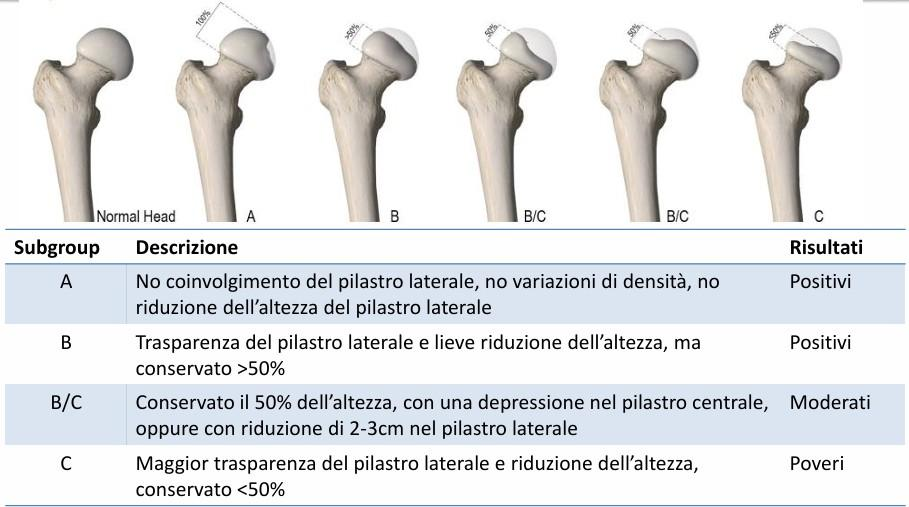 100%
>50%
50%
50%
<50%
Normal Head
A
B
B/C
B/C
C
Subgroup Descrizione Risultati
A No coinvolgimento del pilastro laterale, no variazioni di densità, no Positivi
riduzione dell’altezza del pilastro laterale
B Trasparenza del pilastro laterale e lieve riduzione dell’altezza, ma Positivi
conservato >50%
B/C Conservato il 50% dell’altezza, con una depressione nel pilastro centrale, Moderati
oppure con riduzione di 2-3cm nel pilastro laterale
C Maggior trasparenza del pilastro laterale e riduzione dell’altezza, Poveri
conservato <50%